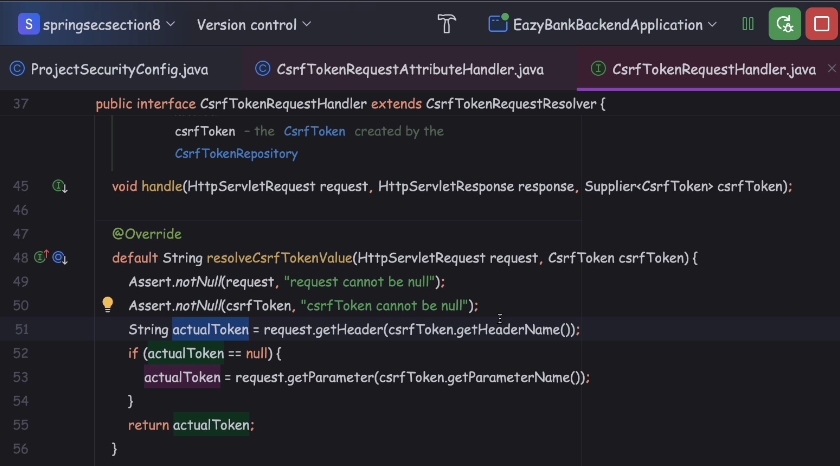 S springsecsection8 Version control EazyBankBackendApplication
ProjectSecurityConfig.java CsrfTokenRequestAttributeHandler.java CsrfTokenRequestHandler.java
37 public interface CsrfTokenRequestHandler extends CsrfTokenRequestResolver {
csrfToken – the CsrfToken created by the
CsrfTokenRepository
45 void handle(HttpServletRequest request, HttpServletResponse response, Supplier<CsrfToken> csrfToken);
46
47 @Override
48 default String resolveCsrfTokenValue(HttpServletRequest request, CsrfToken csrfToken) {
49 Assert.notNull(request, "request cannot be null");
50 Assert.notNull(csrfToken, "csrfToken cannot be null");
51 String actualToken = request.getHeader(csrfToken.getHeaderName());
52 if (actualToken == null) {
53 actualToken = request.getParameter(csrfToken.getParameterName());
54 }
55 return actualToken;
56 }